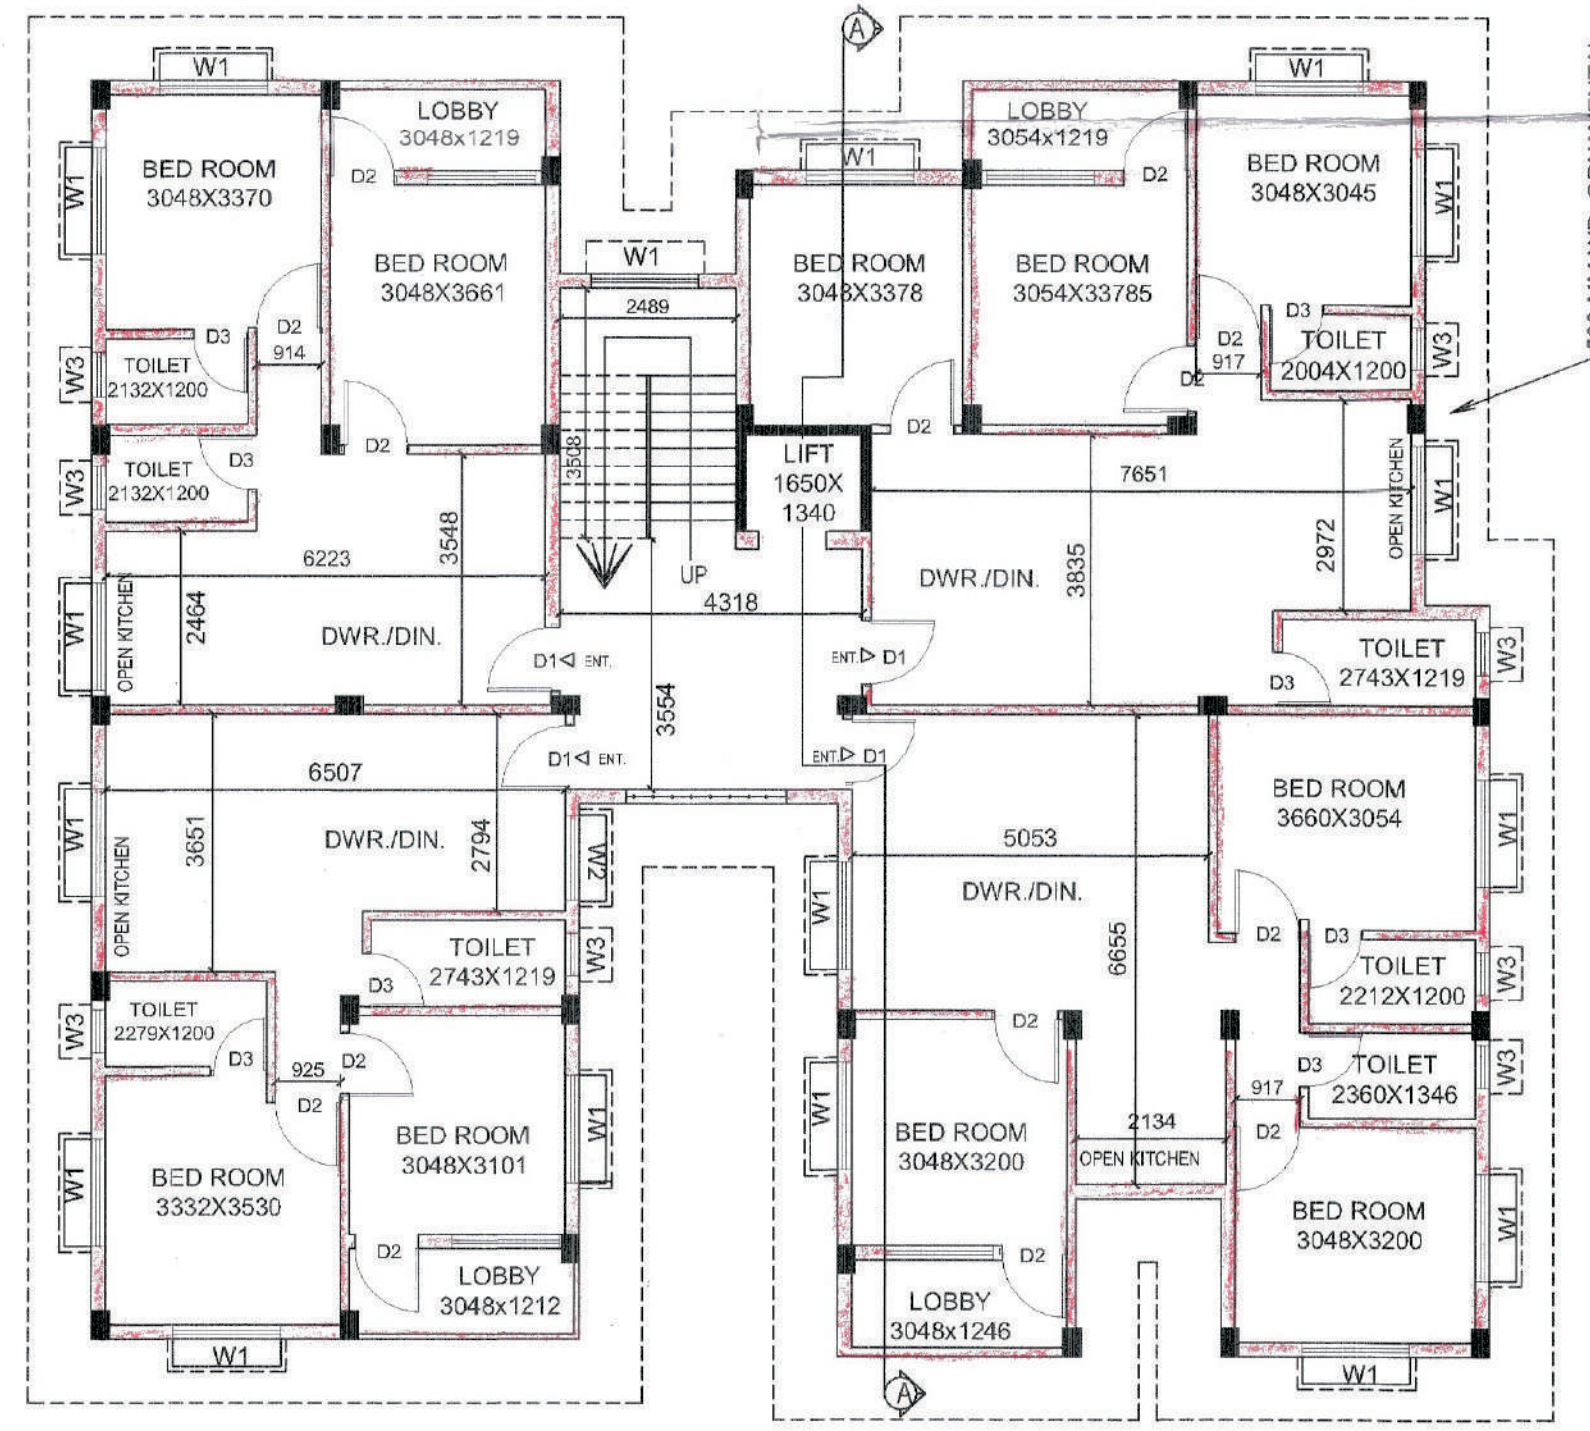 A
W1
W1
LOBBY
3048x1219
LOBBY
3054x1219
W1
BED ROOM
3048X3370
W1
D2
W1
D2
BED ROOM
3048X3045
W1
W1
BED ROOM
3048X3661
BED ROOM
3048X3378
BED ROOM
3054X33785
2489
D3
D2
914
D3
D2
917
TOILET
2004X1200
W3
W3
TOILET
2132X1200
D2
D2
D2
W3
TOILET
2132X1200
D3
3508
LIFT
1650X
1340
7651
OPEN KITCHEN
W1
6223
3548
UP
4318
DWR./DIN.
3835
2972
W1
OPEN KITCHEN
2464
DWR./DIN.
D1 ENT.
ENT. D1
TOILET
2743X1219
W3
D3
3554
D1 ENT.
ENT. D1
6507
W1
OPEN KITCHEN
3651
DWR./DIN.
2794
W2
5053
DWR./DIN.
W1
BED ROOM
3660X3054
W1
6655
D2
D3
TOILET
2743X1219
W3
D3
TOILET
2212X1200
W3
W3
TOILET
2279X1200
D3
D2
925
D2
D2
D3
TOILET
2360X1346
W3
917
D2
W1
BED ROOM
3048X3101
W1
W1
BED ROOM
3048X3200
2134
OPEN KITCHEN
BED ROOM
3332X3530
BED ROOM
3048X3200
W1
D2
D2
LOBBY
3048x1212
LOBBY
3048x1246
W1
W1
A